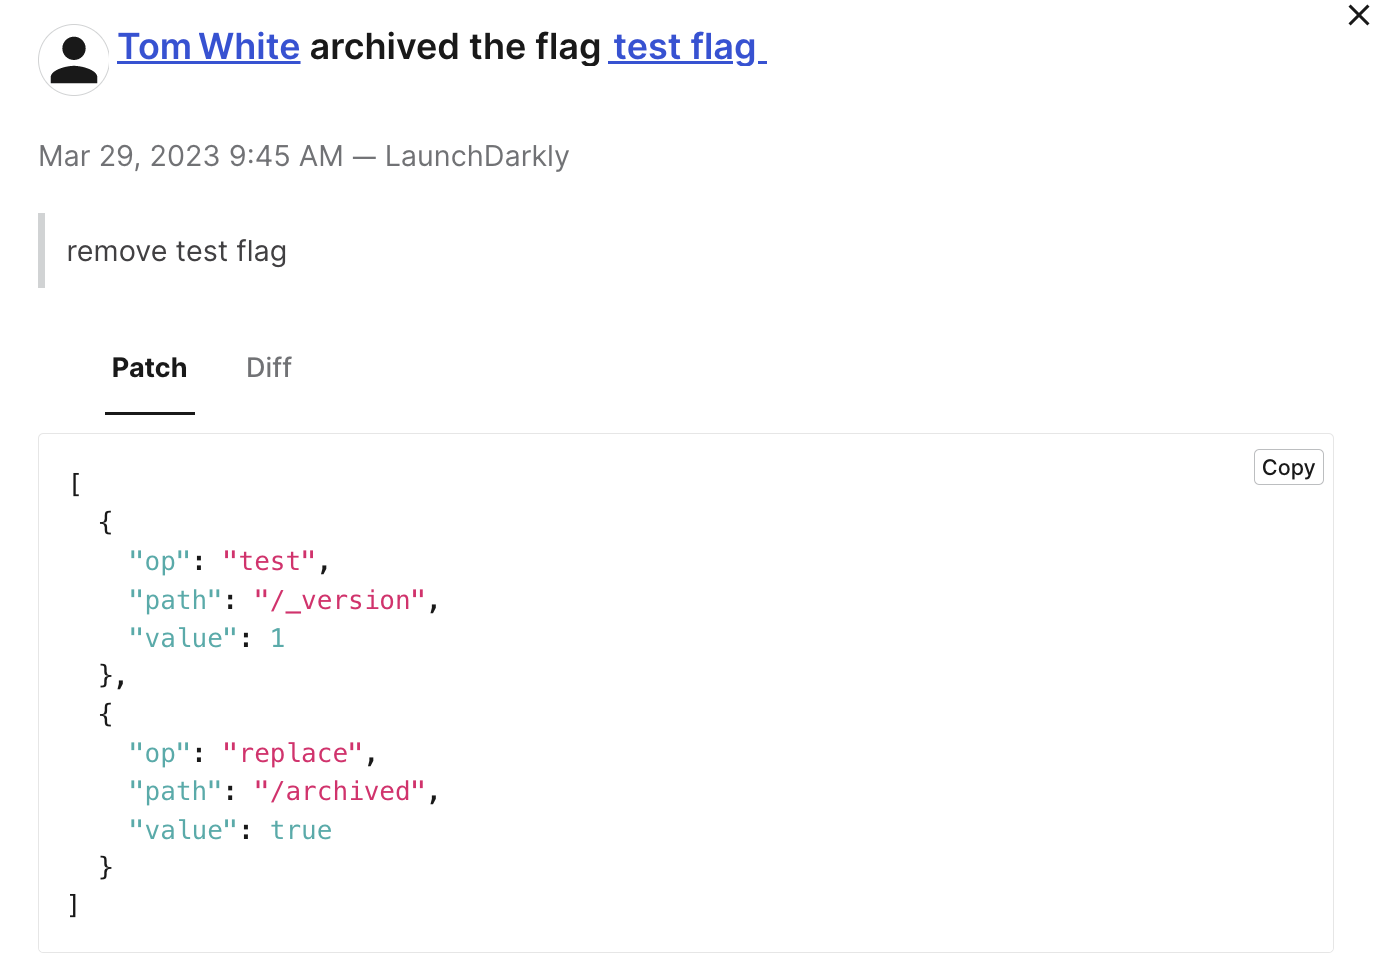 Tom White archived the flag test flag
Mar 29, 2023 9:45 AM — LaunchDarkly
remove test flag
Patch Diff
Copy
[
  {
    "op": "test",
    "path": "/_version",
    "value": 1
  },
  {
    "op": "replace",
    "path": "/archived",
    "value": true
  }
]